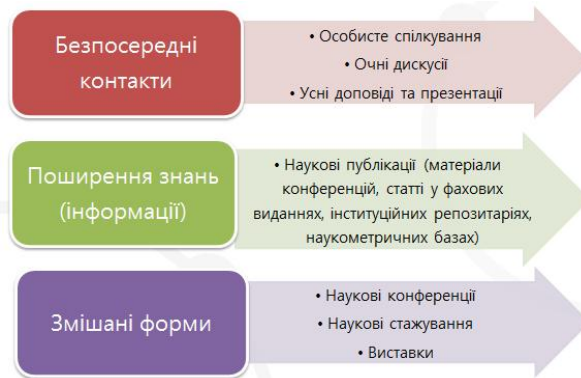 Безпосередні
контакти
• Особисте спілкування
• Очні дискусії
• Усні доповіді та презентації
Поширення знань
(інформації)
• Наукові публікації (матеріали
конференцій, статті у фахових
виданнях, інституційних репозитаріях,
наукометричних базах)
Змішані форми
• Наукові конференції
• Наукові стажування
• Виставки